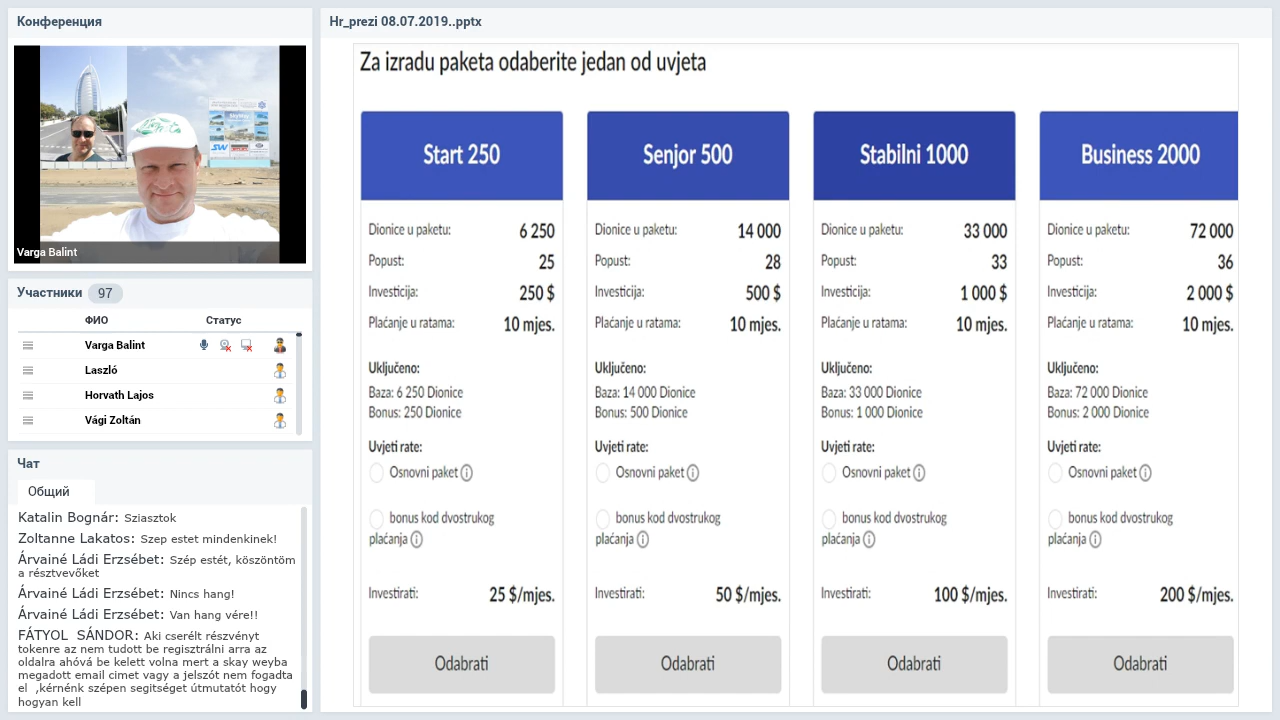 Конференция
SkyWay
SW
Varga Balint
Участники 97
ФИО Статус
Varga Balint
Laszló
Horvath Lajos
Vági Zoltán
Чат
Общий
Katalin Bognár: Sziasztok
Zoltanne Lakatos: Szep estet mindenkinek!
Árvainé Ládi Erzsébet: Szép estét, köszöntöm
a résztvevőket
Árvainé Ládi Erzsébet: Nincs hang!
Árvainé Ládi Erzsébet: Van hang vére!!
FÁTYOL SÁNDOR: Aki cserélt részvényt
tokenre az nem tudott be regisztrálni arra az
oldalra ahóvá be kelett volna mert a skay weyba
megadott email cimet vagy a jelszót nem fogadta
el ,kérnénk szépen segitséget útmutatót hogy
hogyan kell
Hr_prezi 08.07.2019..pptx
Za izradu paketa odaberite jedan od uvjeta
Start 250
Dionice u paketu: 6 250
Popust: 25
Investicija: 250 $
Plaćanje u ratama: 10 mjes.
Uključeno:
Baza: 6 250 Dionice
Bonus: 250 Dionice
Uvjeti rate:
Osnovni paket
bonus kod dvostrukog
plaćanja
Investirati: 25 $/mjes.
Odabrati
Senjor 500
Dionice u paketu: 14 000
Popust: 28
Investicija: 500 $
Plaćanje u ratama: 10 mjes.
Uključeno:
Baza: 14 000 Dionice
Bonus: 500 Dionice
Uvjeti rate:
Osnovni paket
bonus kod dvostrukog
plaćanja
Investirati: 50 $/mjes.
Odabrati
Stabilni 1000
Dionice u paketu: 33 000
Popust: 33
Investicija: 1 000 $
Plaćanje u ratama: 10 mjes.
Uključeno:
Baza: 33 000 Dionice
Bonus: 1 000 Dionice
Uvjeti rate:
Osnovni paket
bonus kod dvostrukog
plaćanja
Investirati: 100 $/mjes.
Odabrati
Business 2000
Dionice u paketu: 72 000
Popust: 36
Investicija: 2 000 $
Plaćanje u ratama: 10 mjes.
Uključeno:
Baza: 72 000 Dionice
Bonus: 2 000 Dionice
Uvjeti rate:
Osnovni paket
bonus kod dvostrukog
plaćanja
Investirati: 200 $/mjes.
Odabrati